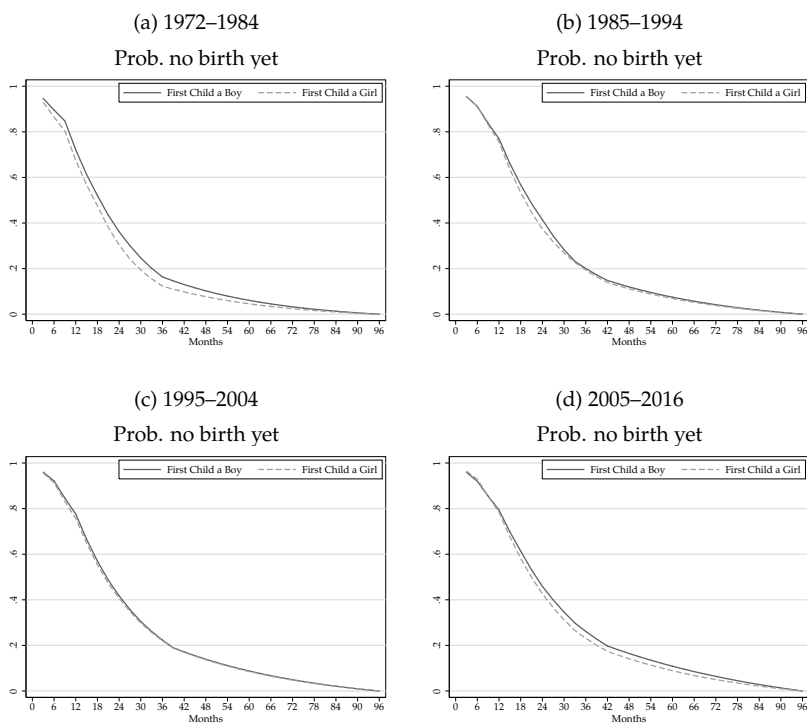 (a) 1972–1984
Prob. no birth yet
First Child a Boy First Child a Girl
1
.8
.6
.4
.2
0
0 6 12 18 24 30 36 42 48 54 60 66 72 78 84 90 96
Months
(b) 1985–1994
Prob. no birth yet
First Child a Boy First Child a Girl
1
.8
.6
.4
.2
0
0 6 12 18 24 30 36 42 48 54 60 66 72 78 84 90 96
Months
(c) 1995–2004
Prob. no birth yet
First Child a Boy First Child a Girl
1
.8
.6
.4
.2
0
0 6 12 18 24 30 36 42 48 54 60 66 72 78 84 90 96
Months
(d) 2005–2016
Prob. no birth yet
First Child a Boy First Child a Girl
1
.8
.6
.4
.2
0
0 6 12 18 24 30 36 42 48 54 60 66 72 78 84 90 96
Months